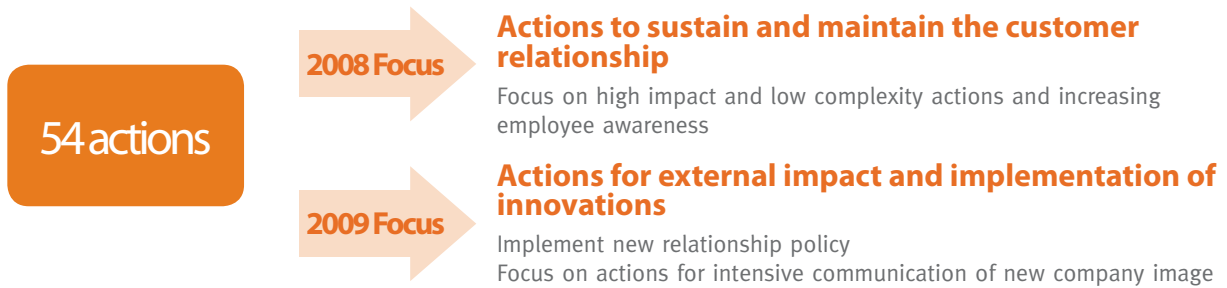 54 actions
2008 Focus
Actions to sustain and maintain the customer
relationship
Focus on high impact and low complexity actions and increasing
employee awareness
2009 Focus
Actions for external impact and implementation of
innovations
Implement new relationship policy
Focus on actions for intensive communication of new company image